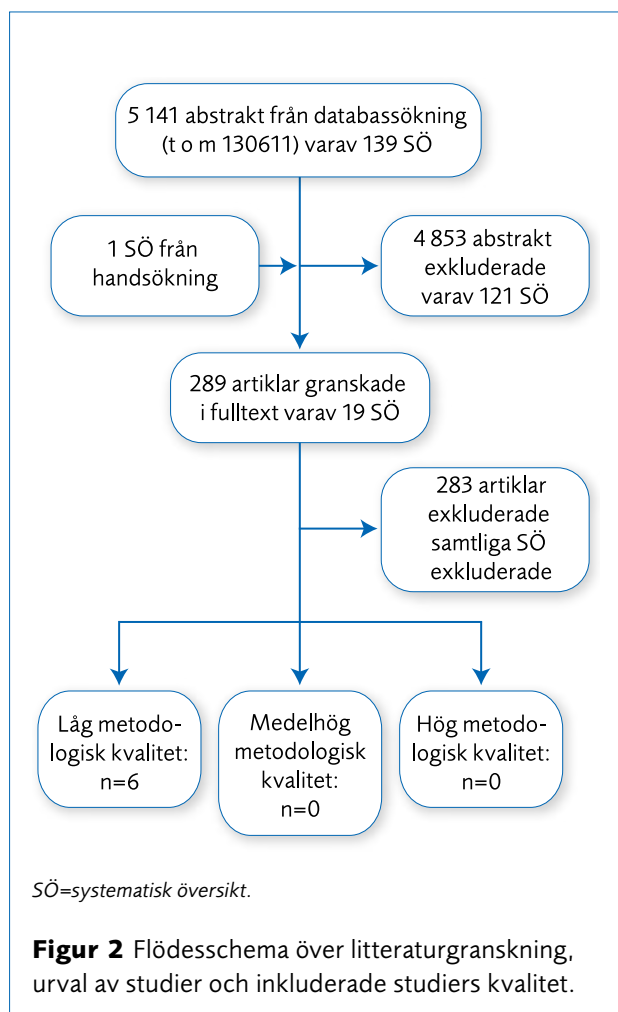 5 141 abstrakt från databassökning
(t o m 130611) varav 139 SÖ
1 SÖ från
handsökning
4 853 abstrakt
exkluderade
varav 121 SÖ
289 artiklar granskade
i fulltext varav 19 SÖ
283 artiklar
exkluderade
samtliga SÖ
exkluderade
Låg metodo-
logisk kvalitet:
n=6
Medelhög
metodologisk
kvalitet:
n=0
Hög metodo-
logisk kvalitet:
n=0
SÖ=systematisk översikt.
Figur 2 Flödesschema över litteraturgranskning,
urval av studier och inkluderade studiers kvalitet.